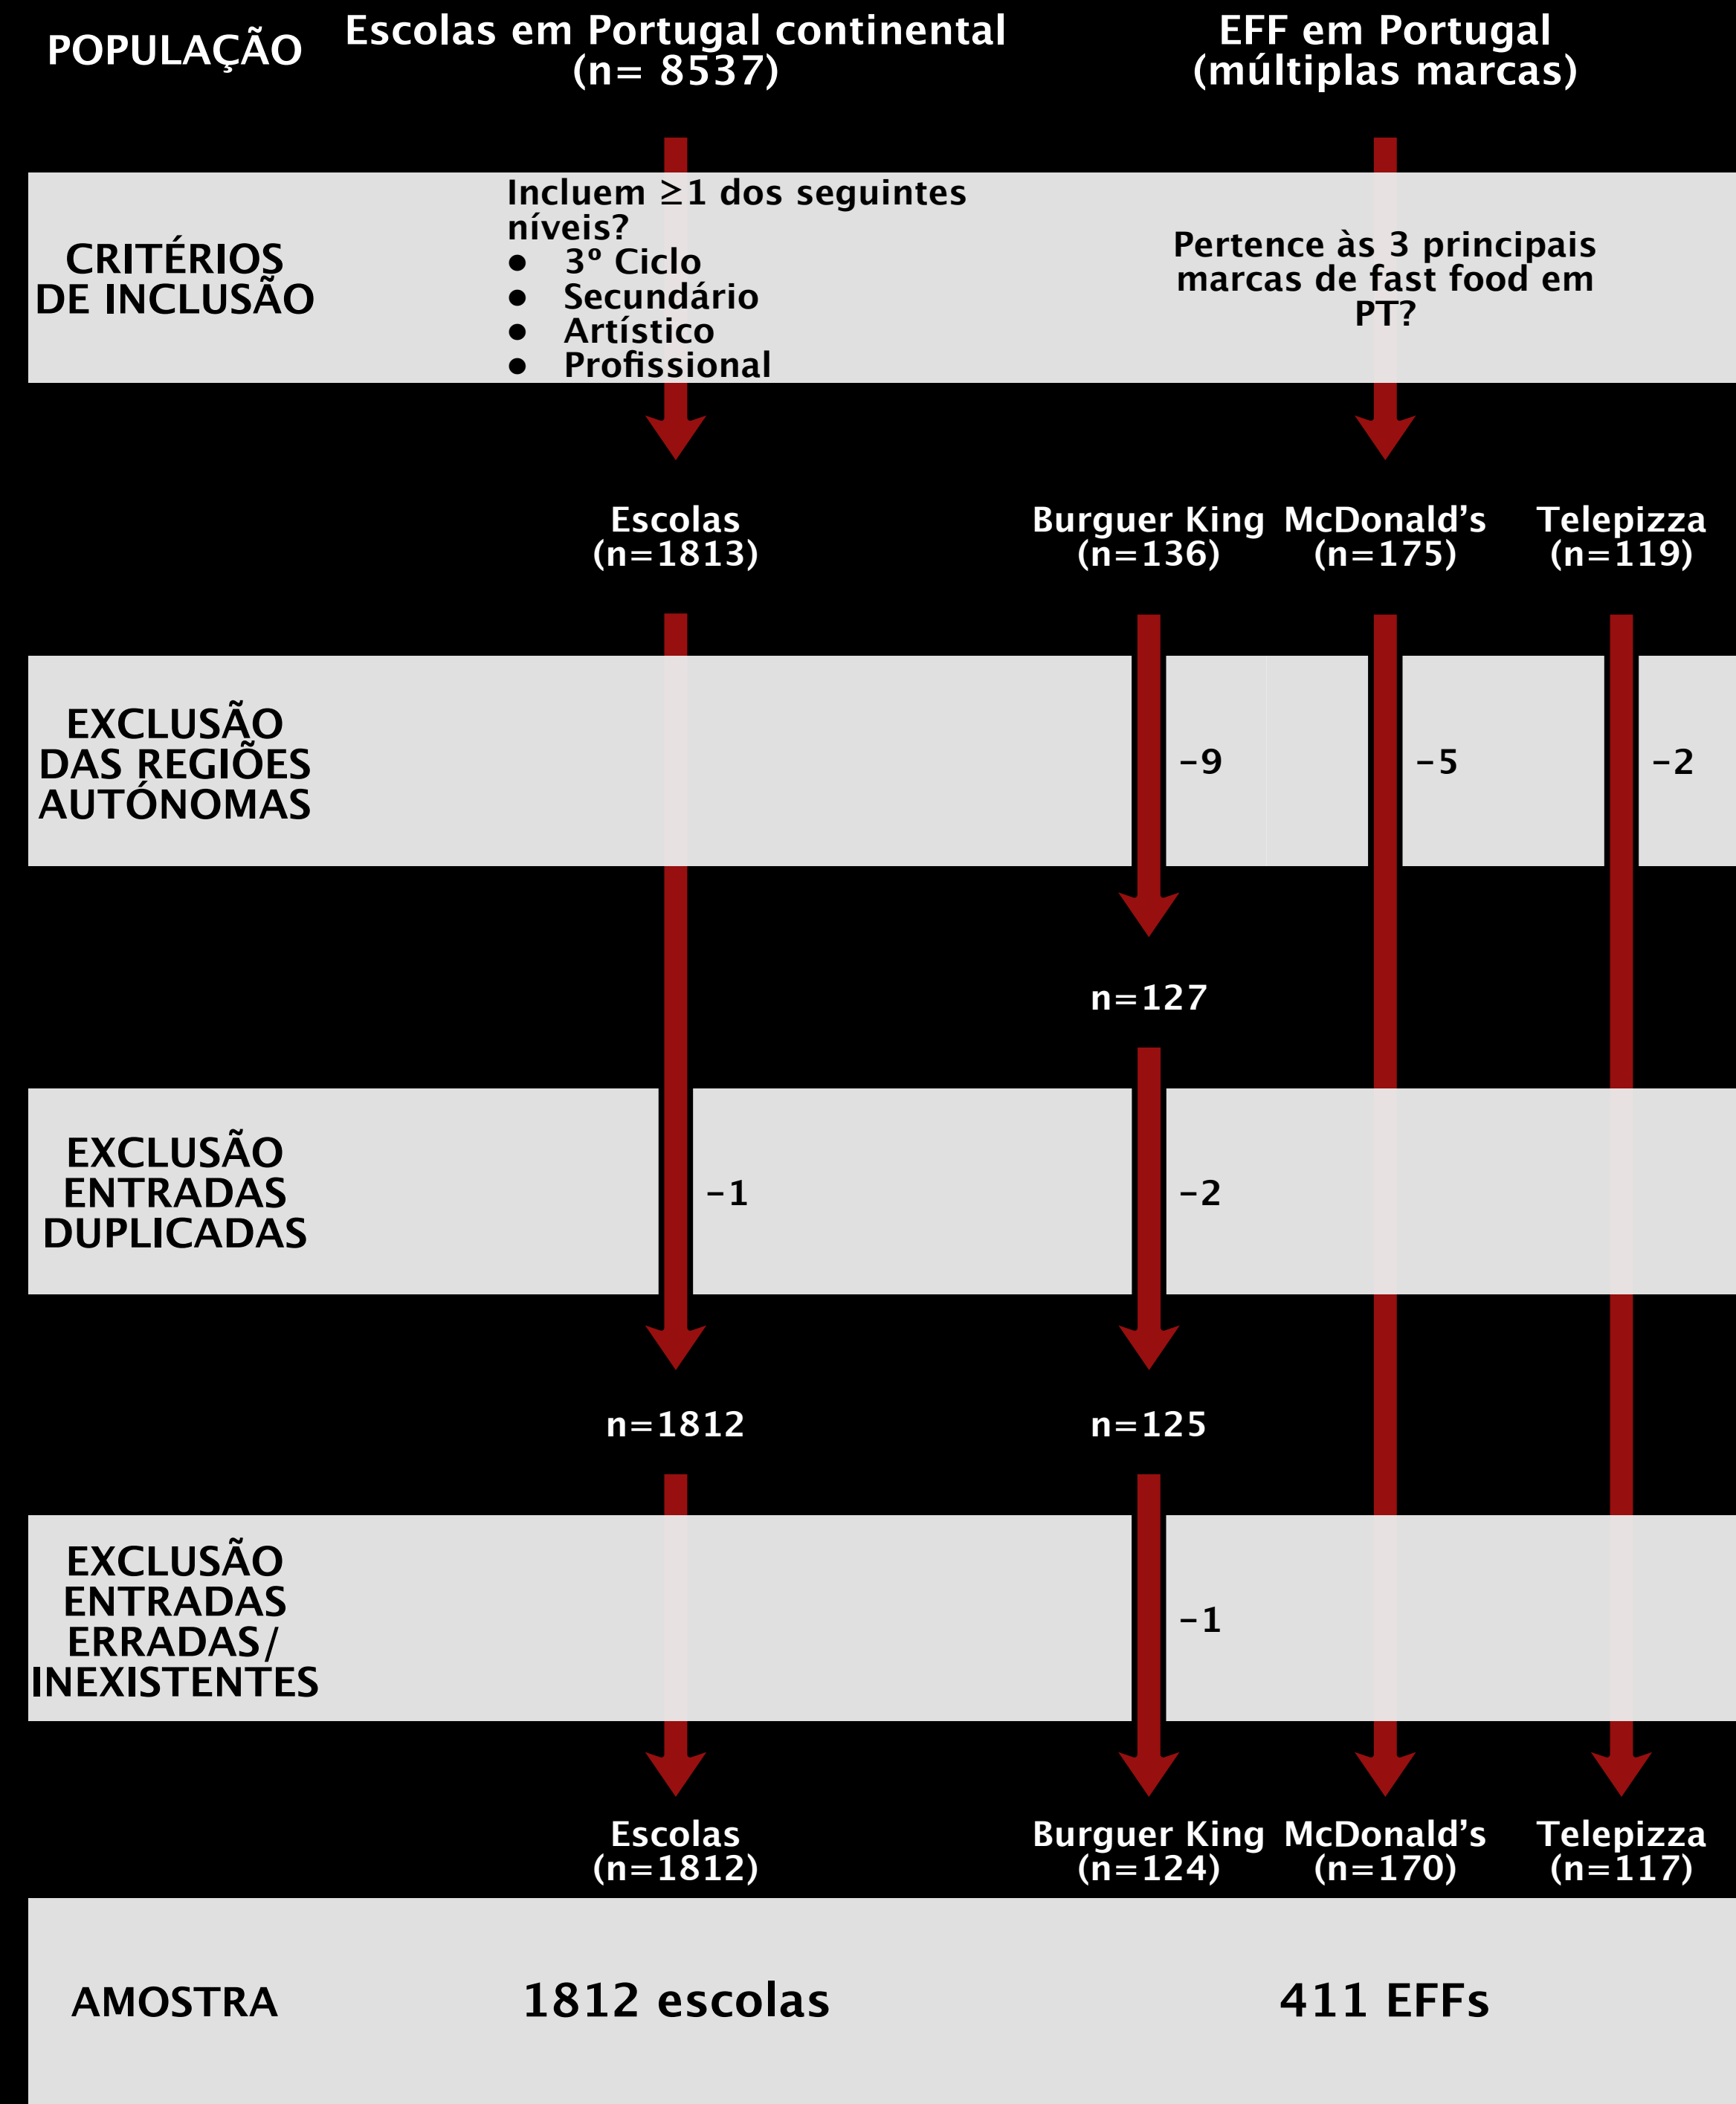 POPULAÇÃO
Escolas em Portugal continental
(n= 8537)
EFF em Portugal
(múltiplas marcas)
CRITÉRIOS
DE INCLUSÃO
Incluem ≥1 dos seguintes
níveis?
● 3º Ciclo
● Secundário
● Artístico
● Profissional
Pertence às 3 principais
marcas de fast food em
PT?
Escolas
(n=1813)
Burguer King
(n=136)
McDonald’s
(n=175)
Telepizza
(n=119)
EXCLUSÃO
DAS REGIÕES
AUTÓNOMAS
-9
-5
-2
n=127
EXCLUSÃO
ENTRADAS
DUPLICADAS
-1
-2
n=1812
n=125
EXCLUSÃO
ENTRADAS
ERRADAS/
INEXISTENTES
-1
Escolas
(n=1812)
Burguer King
(n=124)
McDonald’s
(n=170)
Telepizza
(n=117)
AMOSTRA
1812 escolas
411 EFFs